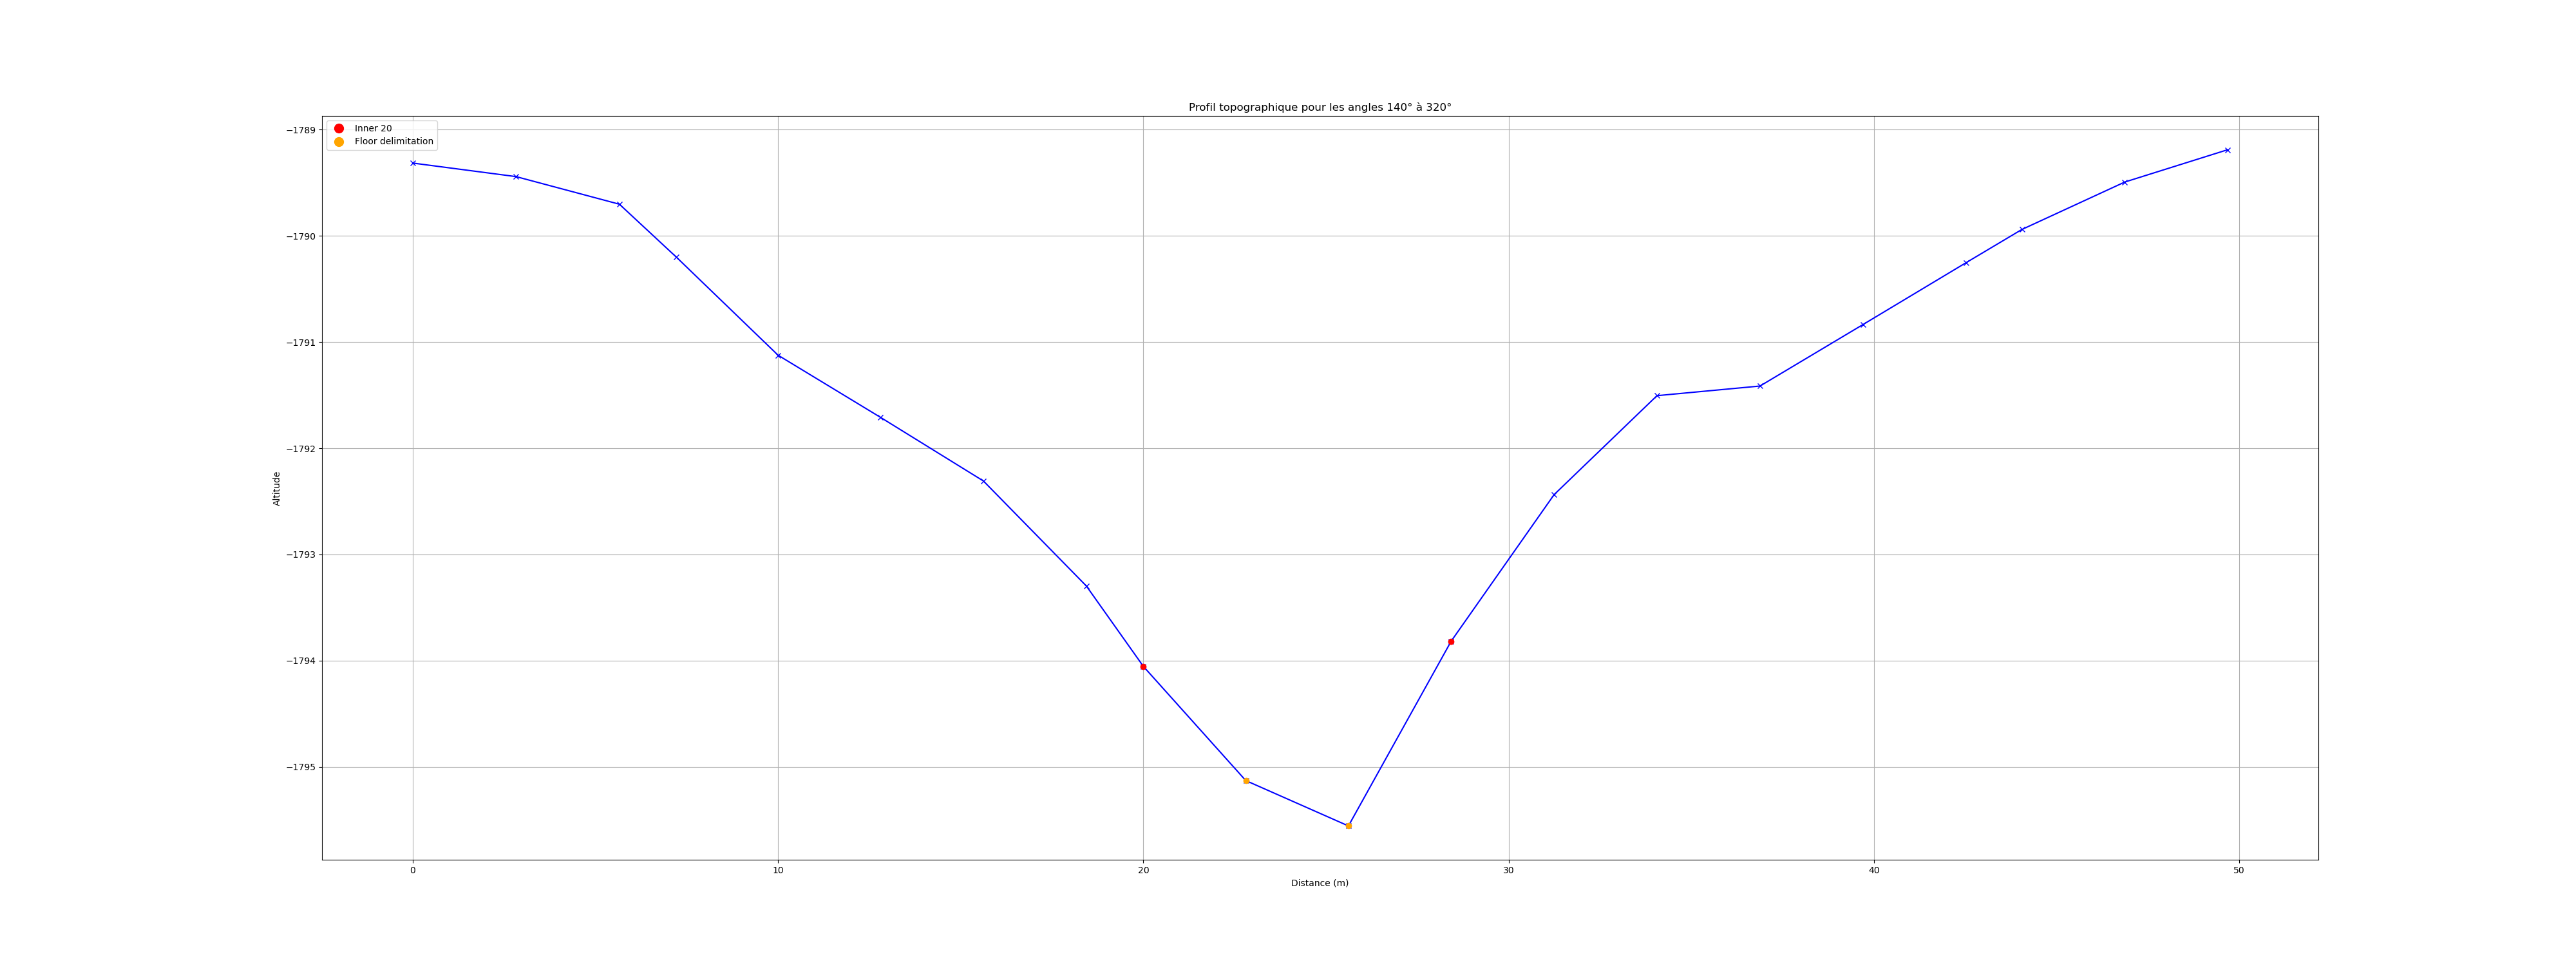 Profil topographique pour les angles 140° à 320°
Inner 20
Floor delimitation
−1789
−1790
−1791
−1792
−1793
−1794
−1795
Altitude
0 10 20 30 40 50
Distance (m)